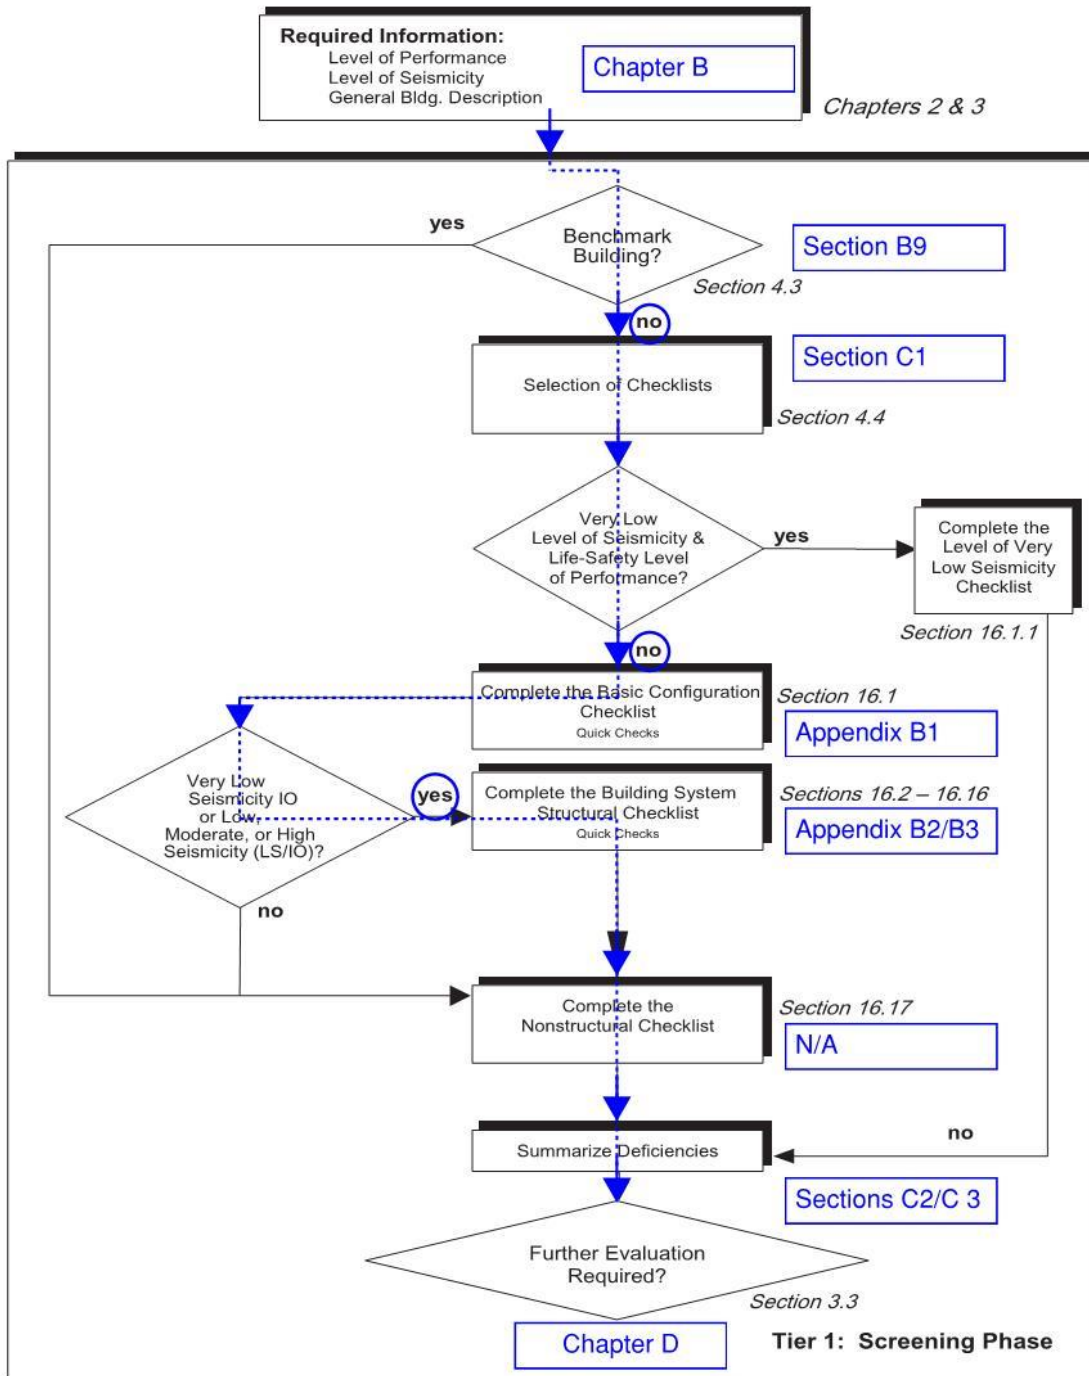 Required Information:
Level of Performance
Level of Seismicity
General Bldg. Description
Chapter B
Chapters 2 & 3
yes
Benchmark
Building?
Section B9
Section 4.3
no
Section C1
Selection of Checklists
Section 4.4
Very Low
Level of Seismicity &
Life-Safety Level
of Performance?
yes
Complete the
Level of Very
Low Seismicity
Checklist
Section 16.1.1
no
Complete the Basic Configuration
Checklist
Quick Checks
Section 16.1
Appendix B1
Very Low
Seismicity IO
or Low,
Moderate, or High
Seismicity (LS/IO)?
yes
Complete the Building System
Structural Checklist
Quick Checks
Sections 16.2 – 16.16
Appendix B2/B3
no
Complete the
Nonstructural Checklist
Section 16.17
N/A
no
Summarize Deficiencies
Sections C2/C 3
Further Evaluation
Required?
Section 3.3
Chapter D
Tier 1: Screening Phase